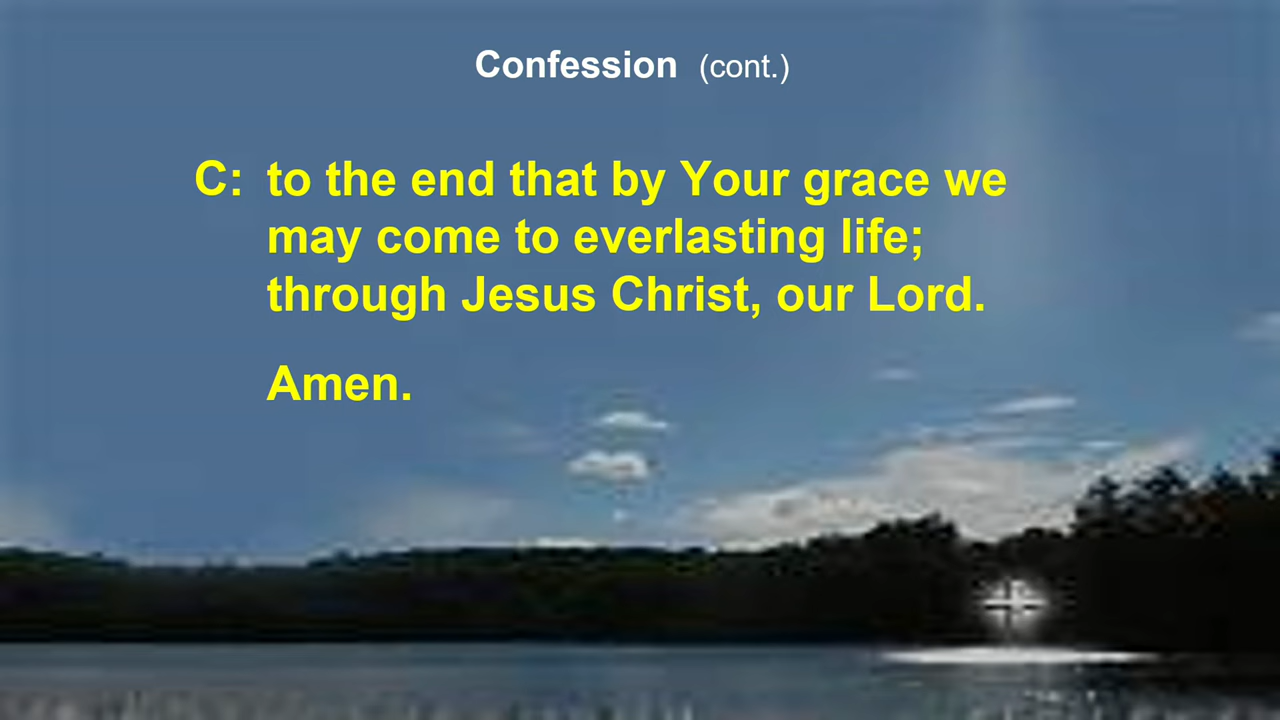 Confession (cont.)
C: to the end that by Your grace we
may come to everlasting life;
through Jesus Christ, our Lord.
Amen.